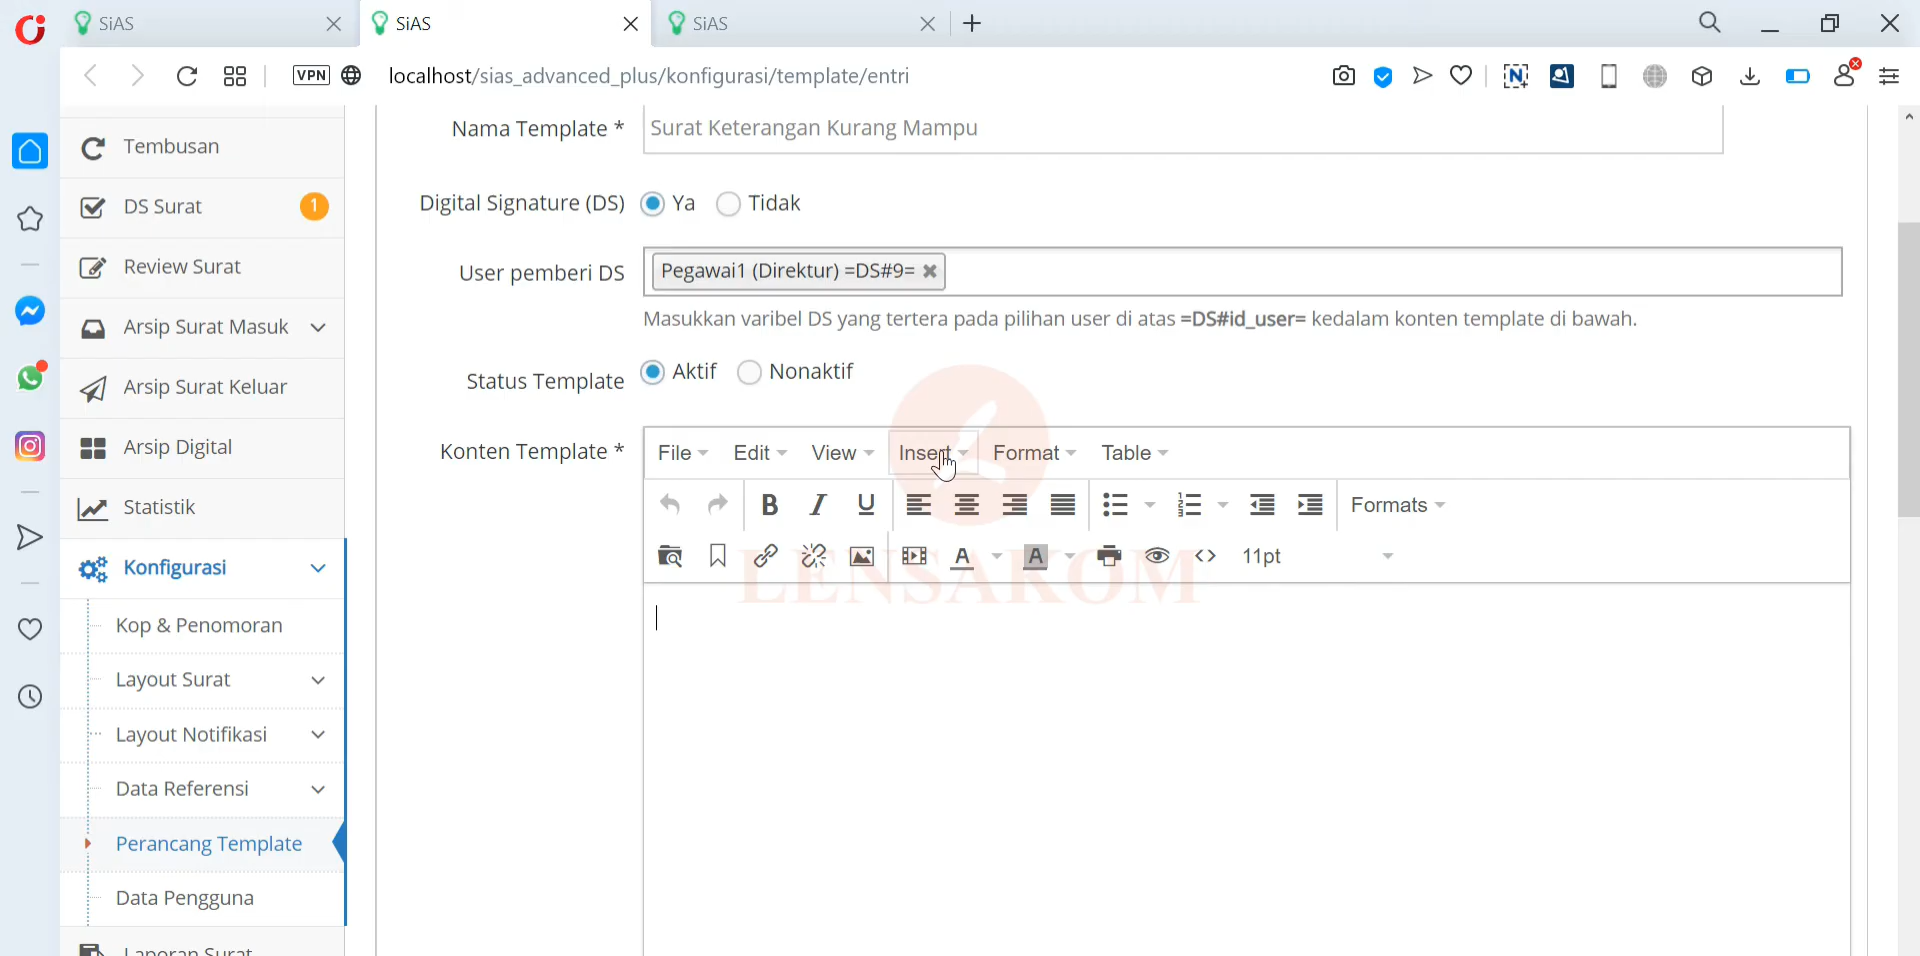 SiAS
SiAS
SiAS
VPN
localhost/sias_advanced_plus/konfigurasi/template/entri
Tembusan
DS Surat
1
Review Surat
Arsip Surat Masuk
Arsip Surat Keluar
Arsip Digital
Statistik
Konfigurasi
Kop & Penomoran
Layout Surat
Layout Notifikasi
Data Referensi
Perancang Template
Data Pengguna
Laporan Surat
Nama Template *
Surat Keterangan Kurang Mampu
Digital Signature (DS)
Ya
Tidak
User pemberi DS
Pegawai1 (Direktur) =DS#9=
Masukkan varibel DS yang tertera pada pilihan user di atas =DS#id_user= kedalam konten template di bawah.
Status Template
Aktif
Nonaktif
Konten Template *
File Edit View Insert Format Table
B I U
Formats
A A
11pt
LENSAKOM